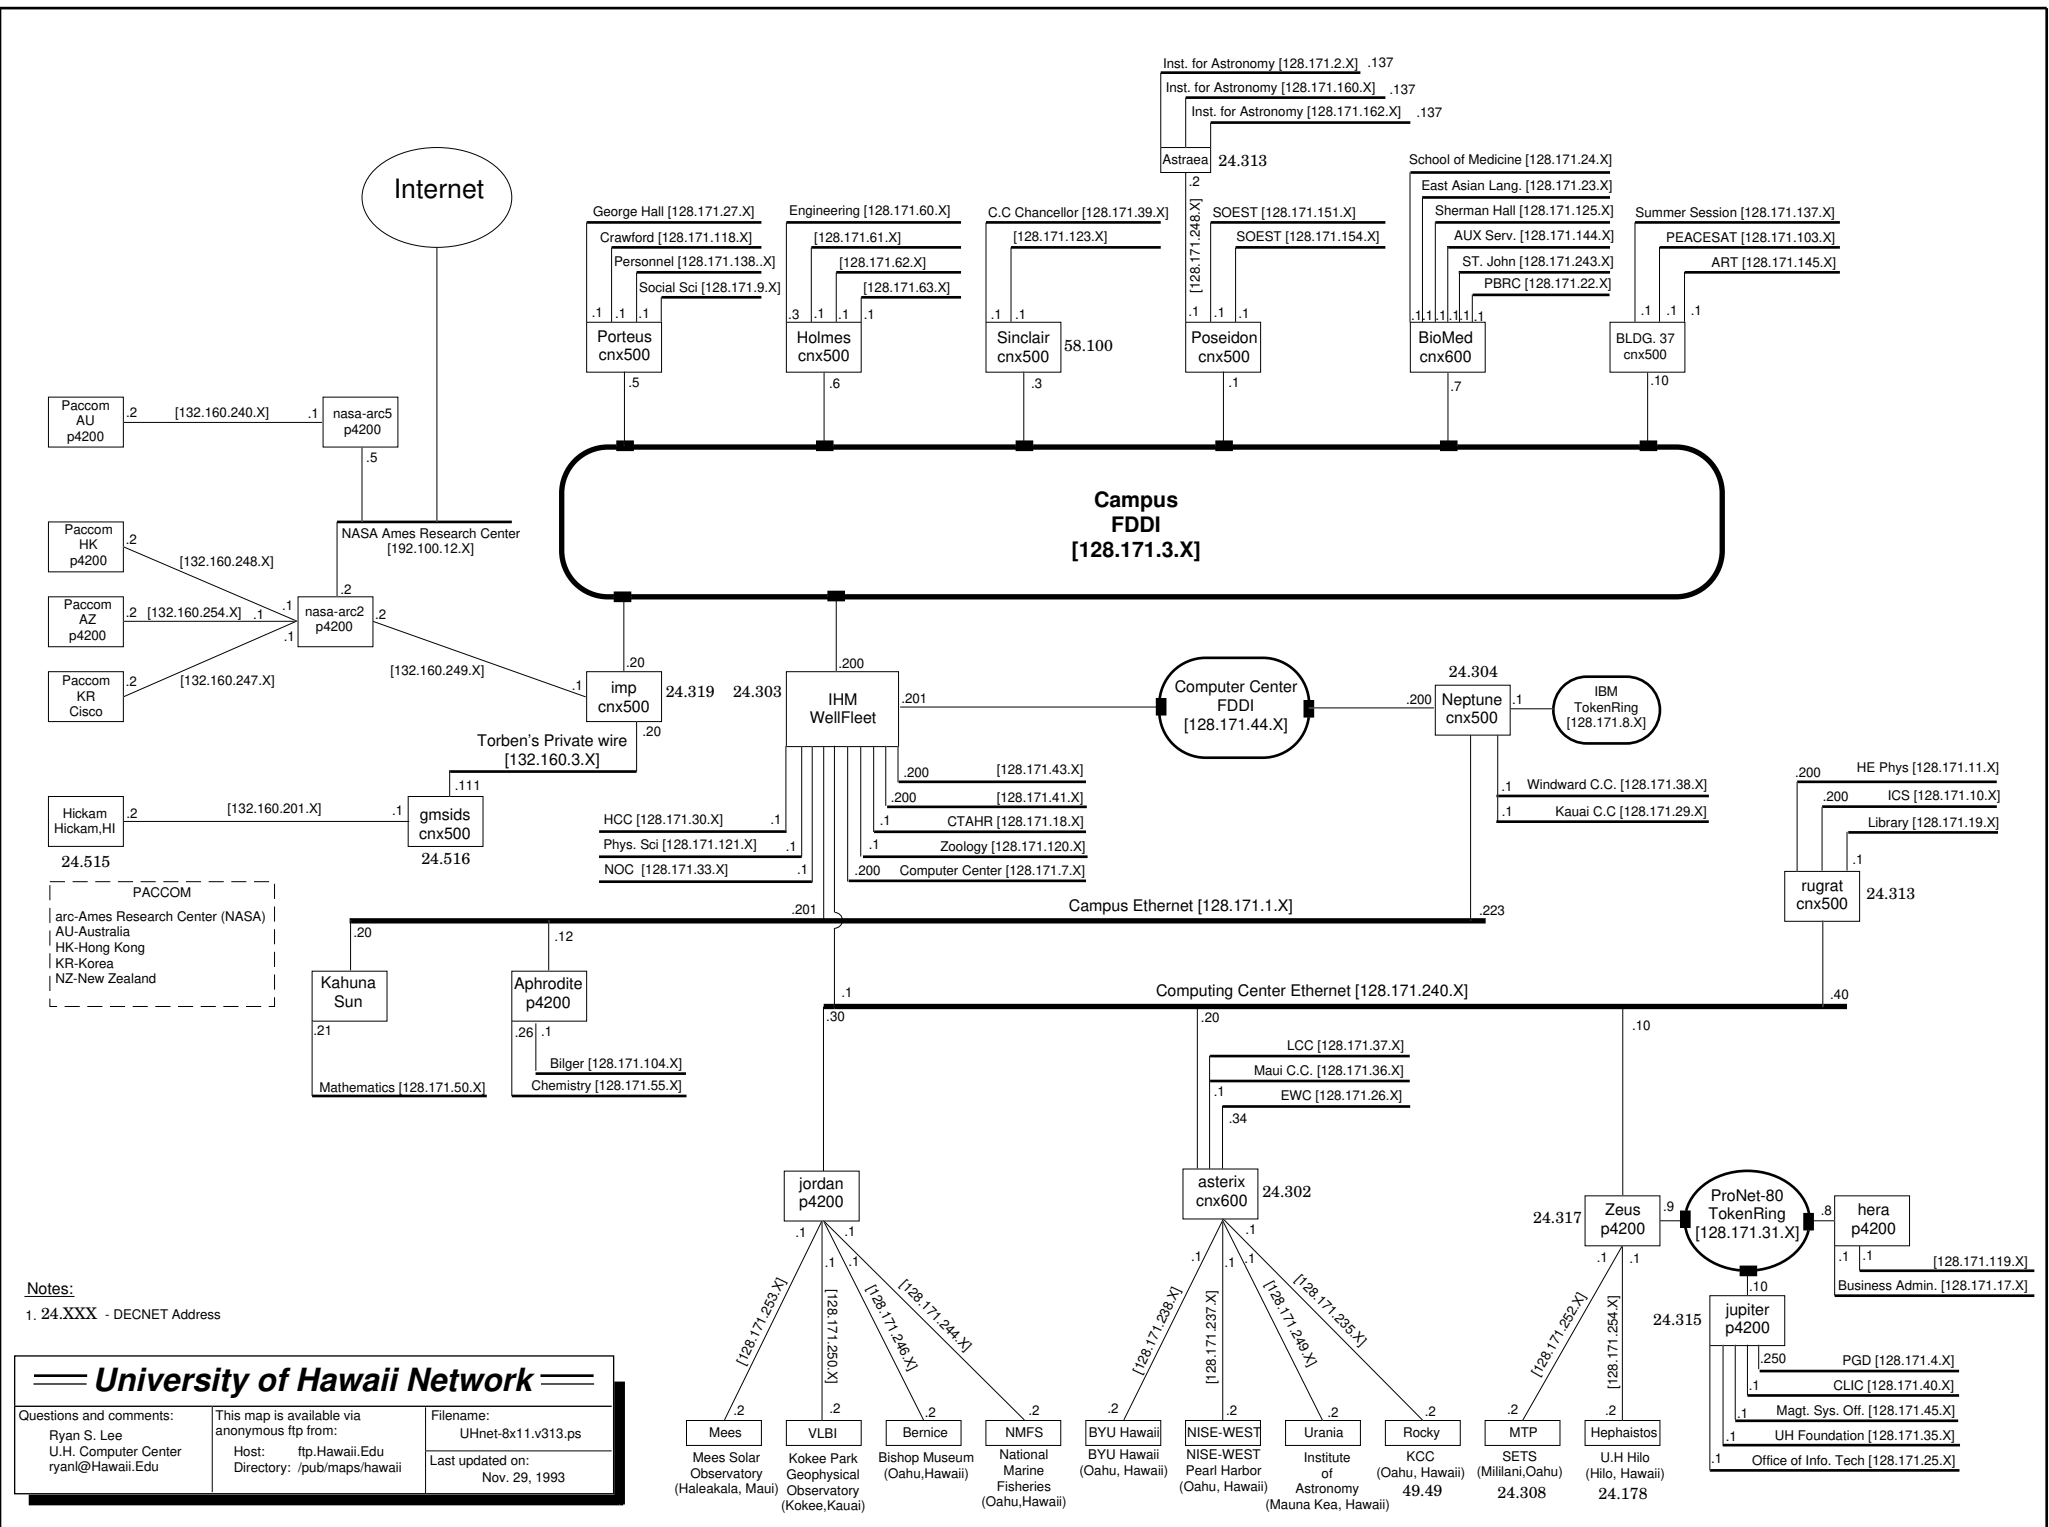 Inst. for Astronomy [128.171.2.X] .137
Inst. for Astronomy [128.171.160.X] .137
Inst. for Astronomy [128.171.162.X] .137
Astraea 24.313
.2
[128.171.248.X]
Internet
George Hall [128.171.27.X]
Crawford [128.171.118.X]
Personnel [128.171.138..X]
Social Sci [128.171.9.X]
.1 .1 .1
Porteus
cnx500
.5
Engineering [128.171.60.X]
[128.171.61.X]
[128.171.62.X]
[128.171.63.X]
.3 .1 .1 .1
Holmes
cnx500
.6
C.C Chancellor [128.171.39.X]
[128.171.123.X]
.1 .1
Sinclair
cnx500
58.100
.3
SOEST [128.171.151.X]
SOEST [128.171.154.X]
.1 .1 .1
Poseidon
cnx500
.1
School of Medicine [128.171.24.X]
East Asian Lang. [128.171.23.X]
Sherman Hall [128.171.125.X]
AUX Serv. [128.171.144.X]
ST. John [128.171.243.X]
PBRC [128.171.22.X]
.1 .1 .1 .1 .1 .1
BioMed
cnx600
.7
Summer Session [128.171.137.X]
PEACESAT [128.171.103.X]
ART [128.171.145.X]
.1 .1 .1
BLDG. 37
cnx500
.10
Campus
FDDI
[128.171.3.X]
Paccom
AU
p4200
.2 [132.160.240.X] .1
nasa-arc5
p4200
.5
NASA Ames Research Center
[192.100.12.X]
Paccom
HK
p4200
.2
[132.160.248.X]
.1
Paccom
AZ
p4200
.2 [132.160.254.X] .1
Paccom
KR
Cisco
.2
[132.160.247.X]
.1
.2
nasa-arc2
p4200
.2
[132.160.249.X]
.1
.20
imp
cnx500
24.319
.20
Torben's Private wire
[132.160.3.X]
.111
gmsids
cnx500
24.516
.1 [132.160.201.X] .2
Hickam
Hickam,HI
24.515
PACCOM
arc-Ames Research Center (NASA)
AU-Australia
HK-Hong Kong
KR-Korea
NZ-New Zealand
.200
24.303
IHM
WellFleet
.201
Computer Center
FDDI
[128.171.44.X]
24.304
.200
Neptune
cnx500
.1
IBM
TokenRing
[128.171.8.X]
.1 Windward C.C. [128.171.38.X]
.1 Kauai C.C [128.171.29.X]
.200 [128.171.43.X]
.200 [128.171.41.X]
.1 CTAHR [128.171.18.X]
.1 Zoology [128.171.120.X]
.200 Computer Center [128.171.7.X]
HCC [128.171.30.X] .1
Phys. Sci [128.171.121.X] .1
NOC [128.171.33.X] .1
.200 HE Phys [128.171.11.X]
.200 ICS [128.171.10.X]
Library [128.171.19.X]
.1
rugrat
cnx500
24.313
.201 Campus Ethernet [128.171.1.X] .223
.20
Kahuna
Sun
.21
Mathematics [128.171.50.X]
.12
Aphrodite
p4200
.26 .1
Bilger [128.171.104.X]
Chemistry [128.171.55.X]
.1 Computing Center Ethernet [128.171.240.X] .40
.30
.20
.10
LCC [128.171.37.X]
Maui C.C. [128.171.36.X]
.1
EWC [128.171.26.X]
.34
jordan
p4200
.1 .1
.1 .1
[128.171.253.X]
[128.171.250.X]
[128.171.246.X]
[128.171.244.X]
.2 .2 .2 .2
Mees
Mees Solar
Observatory
(Haleakala, Maui)
VLBI
Kokee Park
Geophysical
Observatory
(Kokee,Kauai)
Bernice
Bishop Museum
(Oahu,Hawaii)
NMFS
National
Marine
Fisheries
(Oahu,Hawaii)
asterix
cnx600
24.302
.1
.1 .1 .1
[128.171.238.X]
[128.171.237.X]
[128.171.249.X]
[128.171.235.X]
.2 .2 .2 .2
BYU Hawaii
BYU Hawaii
(Oahu, Hawaii)
NISE-WEST
NISE-WEST
Pearl Harbor
(Oahu, Hawaii)
Urania
Institute
of
Astronomy
(Mauna Kea, Hawaii)
Rocky
KCC
(Oahu, Hawaii)
49.49
24.317
Zeus
p4200
.9
.1 .1
[128.171.252.X]
[128.171.254.X]
.2 .2
MTP
SETS
(Mililani,Oahu)
24.308
Hephaistos
U.H Hilo
(Hilo, Hawaii)
24.178
ProNet-80
TokenRing
[128.171.31.X]
.8
hera
p4200
.1 .1
[128.171.119.X]
Business Admin. [128.171.17.X]
.10
24.315
jupiter
p4200
.250 PGD [128.171.4.X]
.1 CLIC [128.171.40.X]
.1 Magt. Sys. Off. [128.171.45.X]
.1 UH Foundation [128.171.35.X]
.1 Office of Info. Tech [128.171.25.X]
Notes:
1. 24.XXX - DECNET Address
University of Hawaii Network
Questions and comments:
Ryan S. Lee
U.H. Computer Center
ryanl@Hawaii.Edu
This map is available via
anonymous ftp from:
Host: ftp.Hawaii.Edu
Directory: /pub/maps/hawaii
Filename:
UHnet-8x11.v313.ps
Last updated on:
Nov. 29, 1993